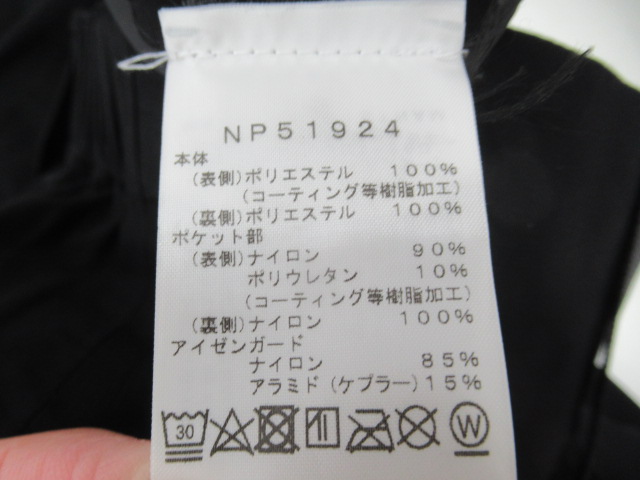 NP51924
本体
(表側)ポリエステル 100%
(コーティング等樹脂加工)
(裏側)ポリエステル 100%
ポケット部
(表側)ナイロン 90%
ポリウレタン 10%
(コーティング等樹脂加工)
(裏側)ナイロン 100%
アイゼンガード
ナイロン 85%
アラミド(ケブラー)15%
30 W